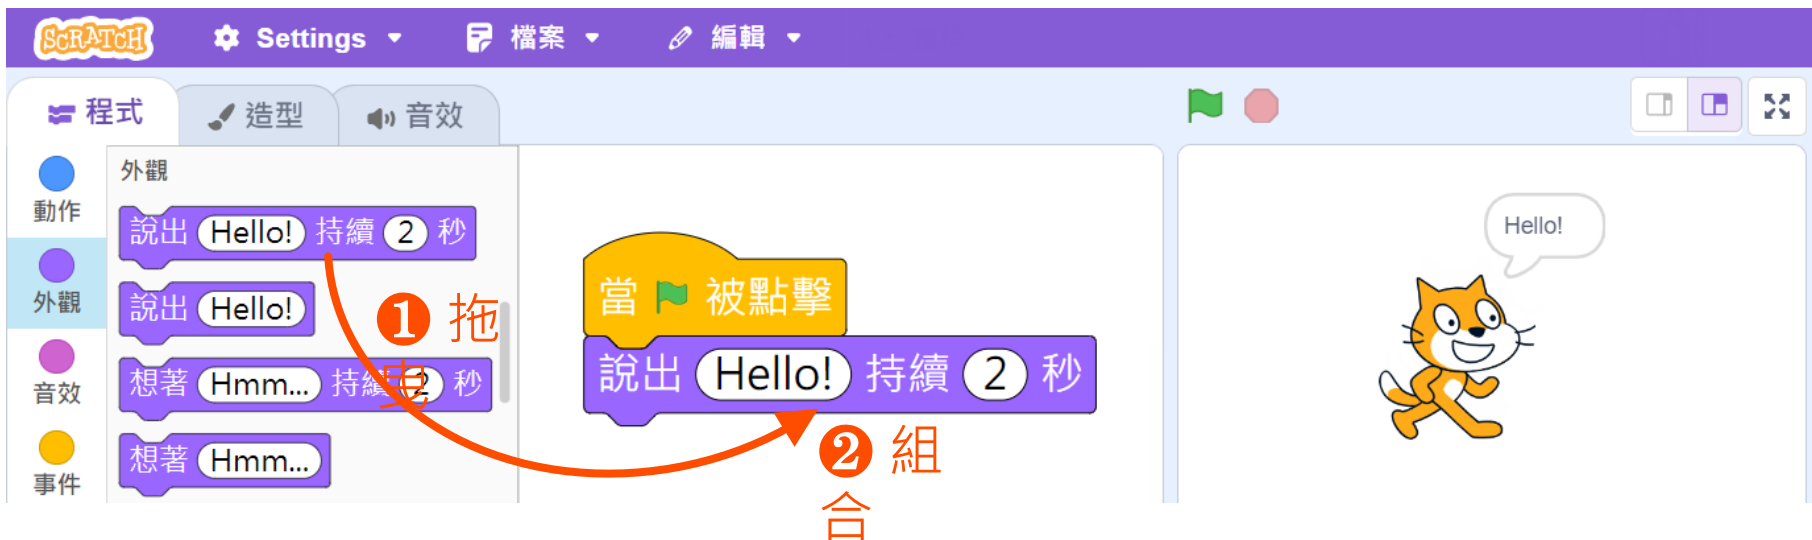 SCRATCH Settings 檔案 編輯
程式 造型 音效
動作
外觀
音效
事件
外觀
說出 Hello! 持續 2 秒
說出 Hello!
想著 Hmm... 持續 2 秒
想著 Hmm...
❶ 拖
曳
當 被點擊
說出 Hello! 持續 2 秒
❷ 組
合
Hello!